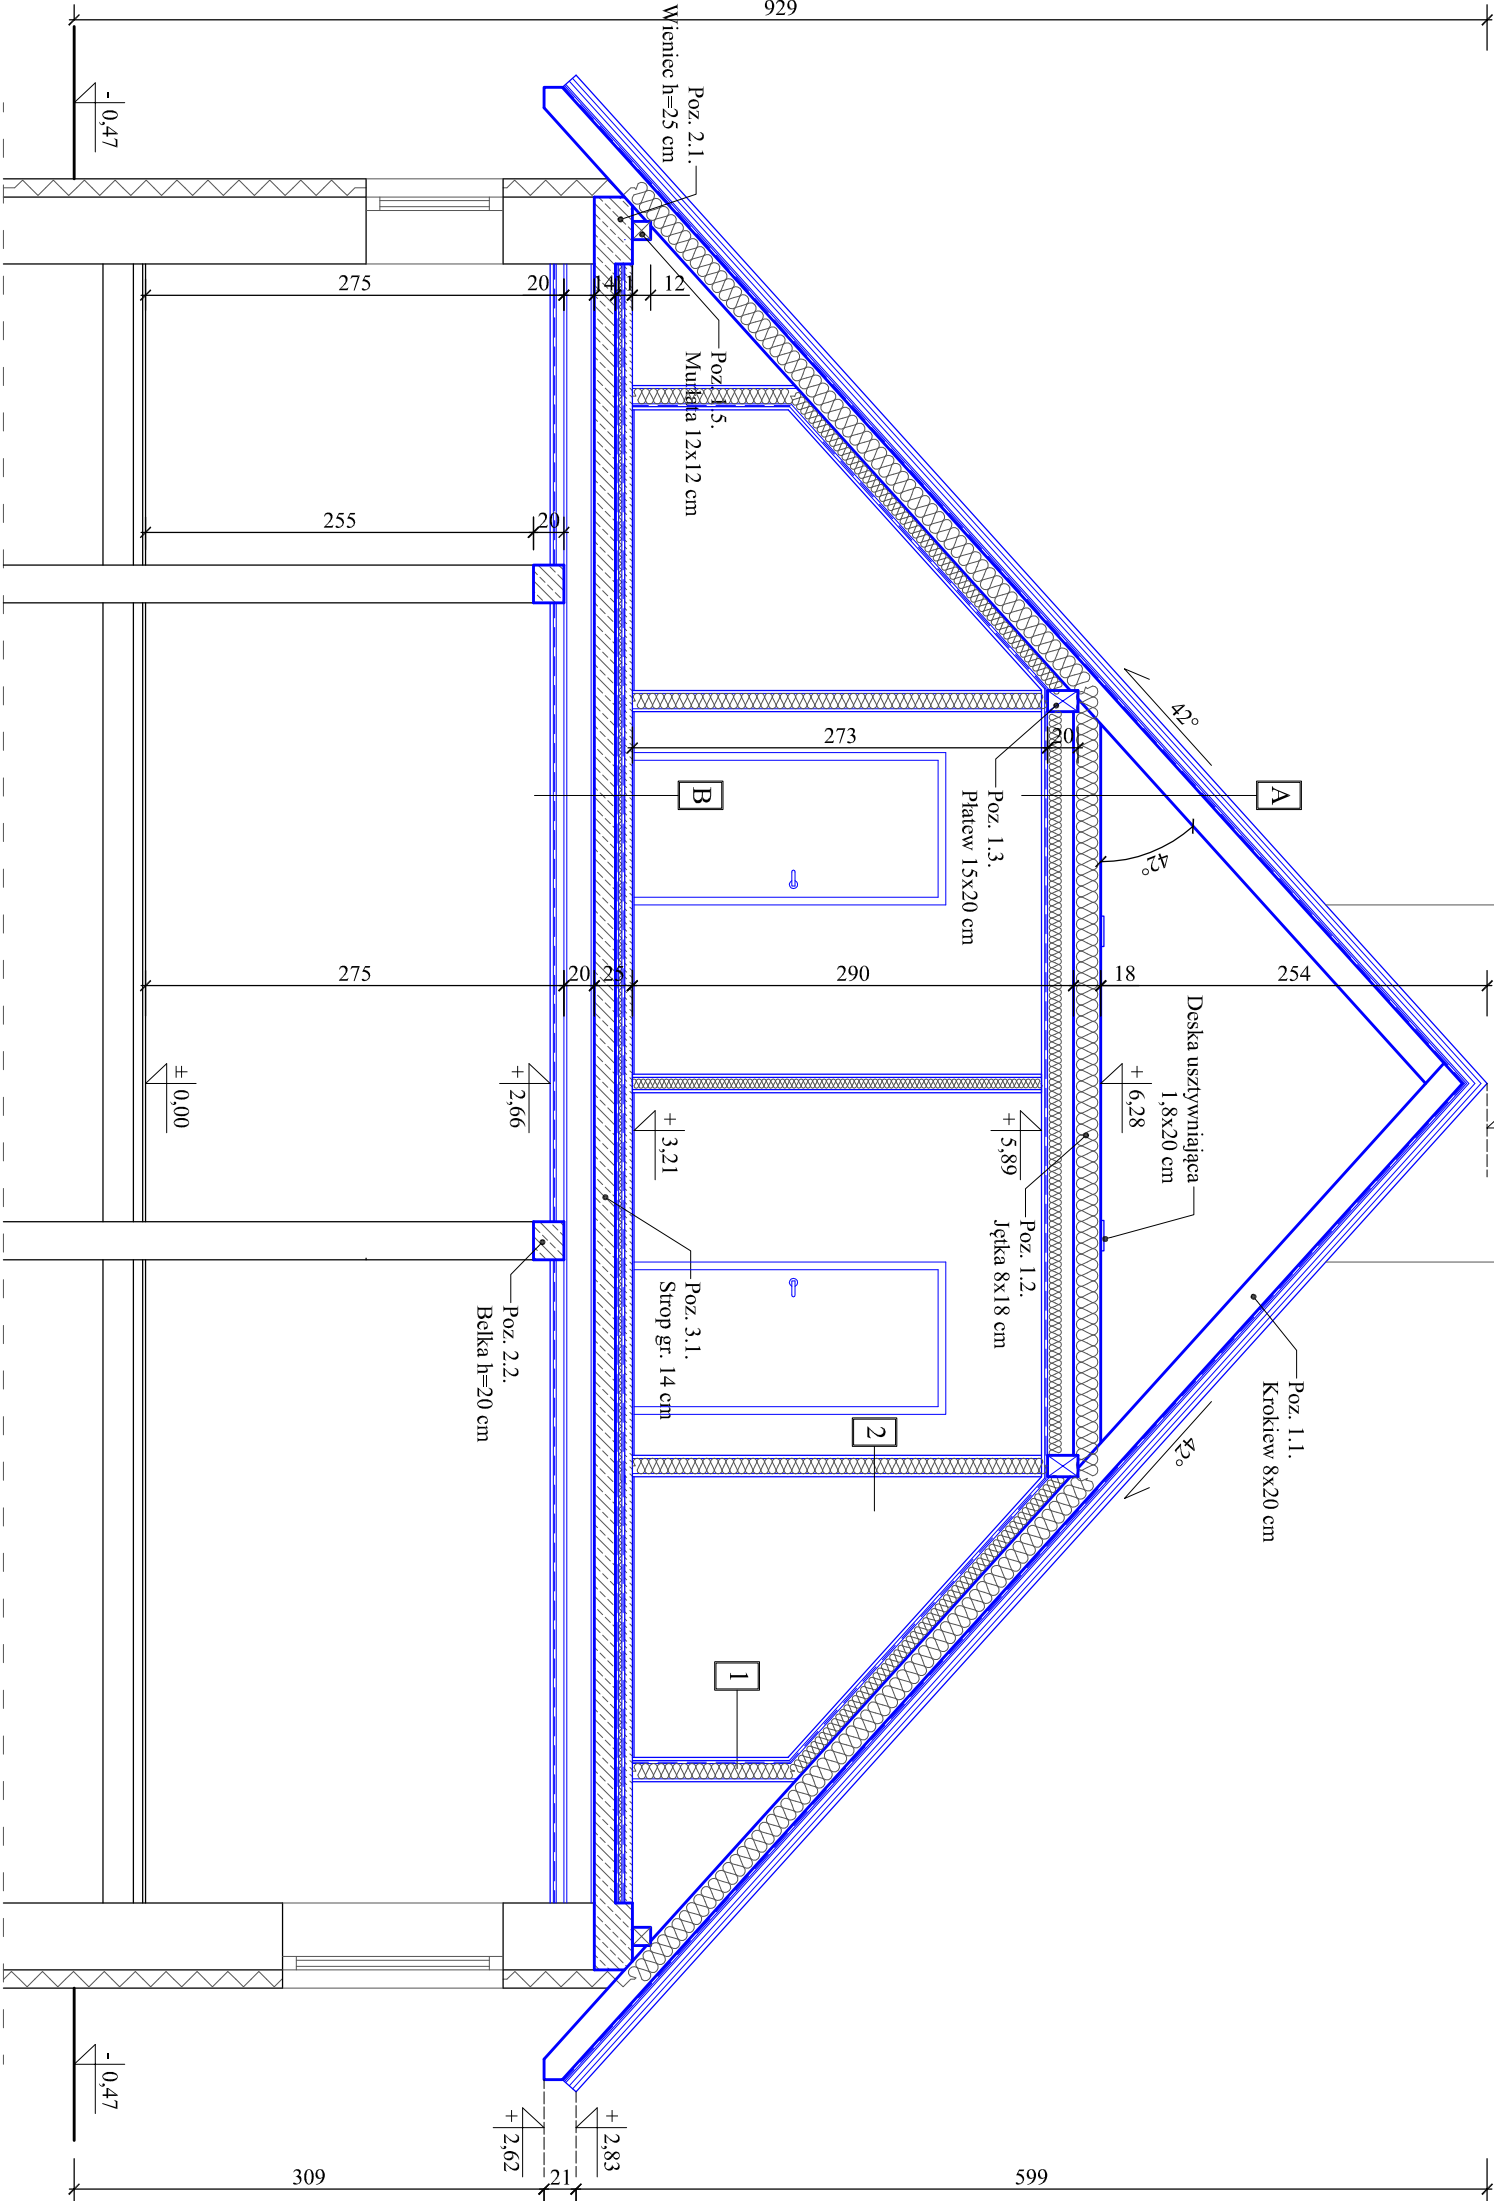 929
- 0,47
Poz. 2.1.
Wieniec h=25 cm
275
20
14
11
12
Poz. 1.5.
Murłata 12x12 cm
255
20
42°
273
20
B
A
Poz. 1.3.
Płatew 15x20 cm
42°
275
20
25
290
18
254
± 0,00
+ 2,66
+ 3,21
+ 5,89
+ 6,28
Deska usztywniająca
1,8x20 cm
Poz. 1.2.
Jętka 8x18 cm
Poz. 3.1.
Strop gr. 14 cm
Poz. 2.2.
Belka h=20 cm
Poz. 1.1.
Krokiew 8x20 cm
42°
2
1
- 0,47
+ 2,62
+ 2,83
309
21
599